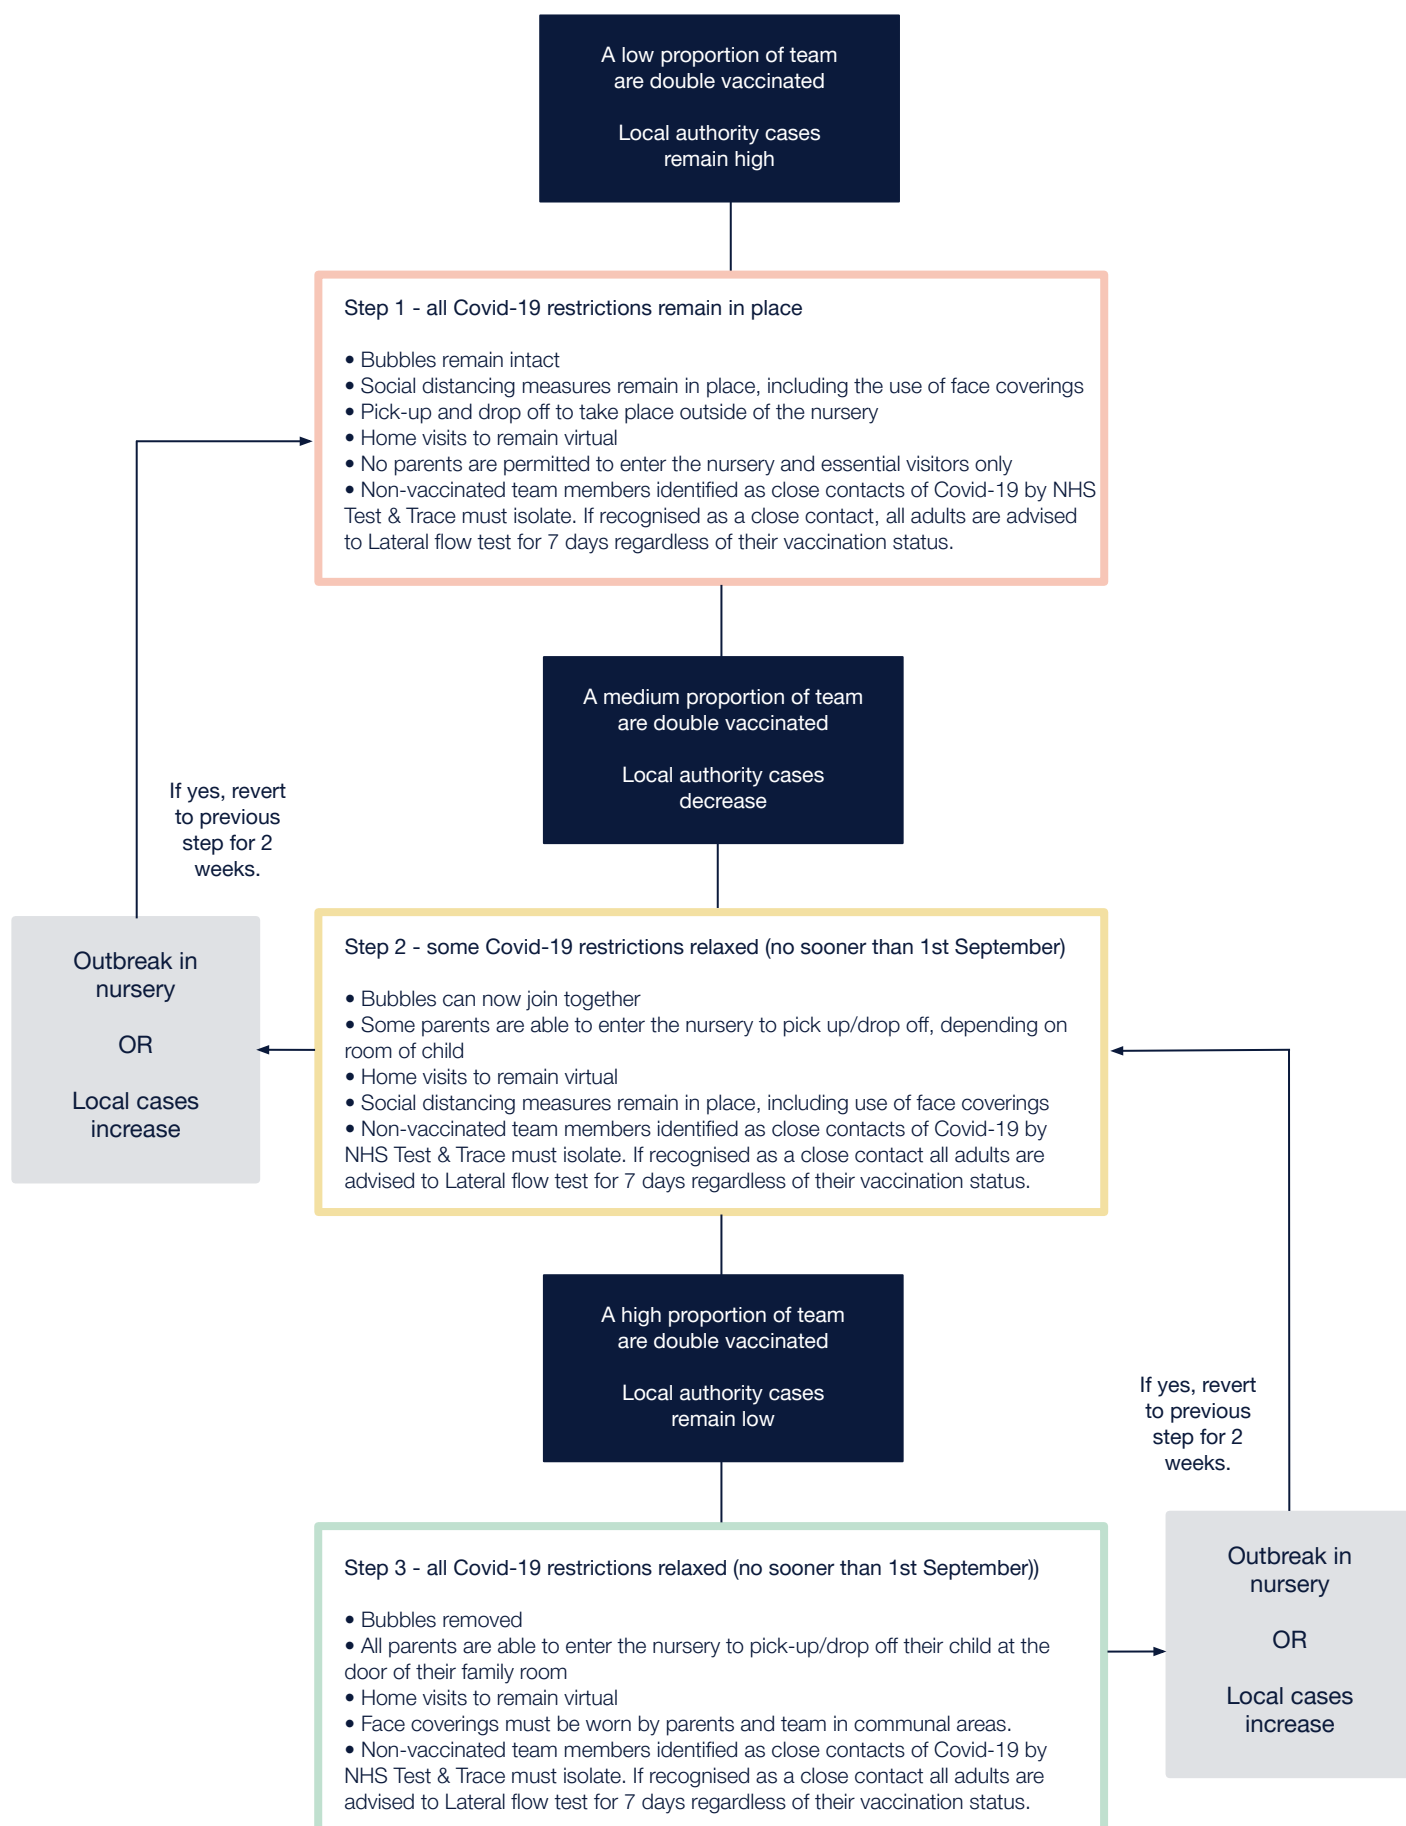 A low proportion of team
are double vaccinated
Local authority cases
remain high
Step 1 - all Covid-19 restrictions remain in place
• Bubbles remain intact
• Social distancing measures remain in place, including the use of face coverings
• Pick-up and drop off to take place outside of the nursery
• Home visits to remain virtual
• No parents are permitted to enter the nursery and essential visitors only
• Non-vaccinated team members identified as close contacts of Covid-19 by NHS
Test & Trace must isolate. If recognised as a close contact, all adults are advised
to Lateral flow test for 7 days regardless of their vaccination status.
A medium proportion of team
are double vaccinated
Local authority cases
decrease
If yes, revert
to previous
step for 2
weeks.
Outbreak in
nursery
OR
Local cases
increase
Step 2 - some Covid-19 restrictions relaxed (no sooner than 1st September)
• Bubbles can now join together
• Some parents are able to enter the nursery to pick up/drop off, depending on
room of child
• Home visits to remain virtual
• Social distancing measures remain in place, including use of face coverings
• Non-vaccinated team members identified as close contacts of Covid-19 by
NHS Test & Trace must isolate. If recognised as a close contact all adults are
advised to Lateral flow test for 7 days regardless of their vaccination status.
A high proportion of team
are double vaccinated
Local authority cases
remain low
If yes, revert
to previous
step for 2
weeks.
Step 3 - all Covid-19 restrictions relaxed (no sooner than 1st September))
• Bubbles removed
• All parents are able to enter the nursery to pick-up/drop off their child at the
door of their family room
• Home visits to remain virtual
• Face coverings must be worn by parents and team in communal areas.
• Non-vaccinated team members identified as close contacts of Covid-19 by
NHS Test & Trace must isolate. If recognised as a close contact all adults are
advised to Lateral flow test for 7 days regardless of their vaccination status.
Outbreak in
nursery
OR
Local cases
increase